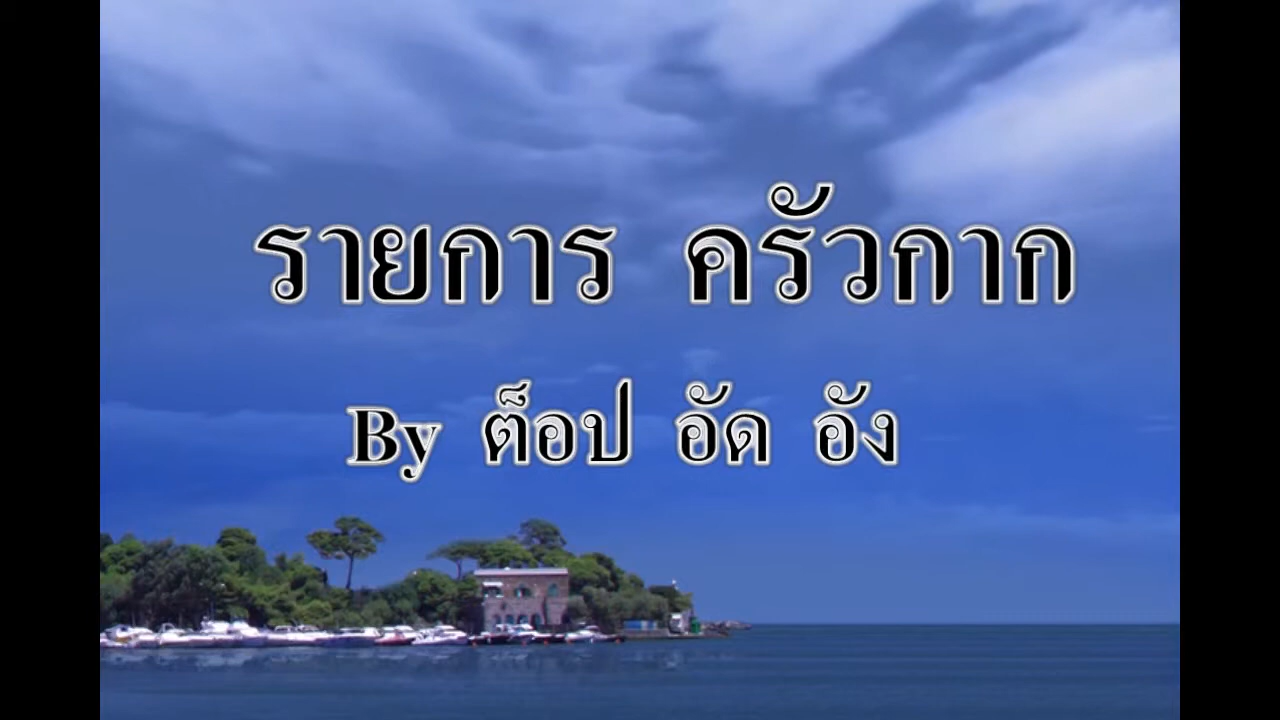 รายการ ครัวกาก
By ต็อป อัด อัง